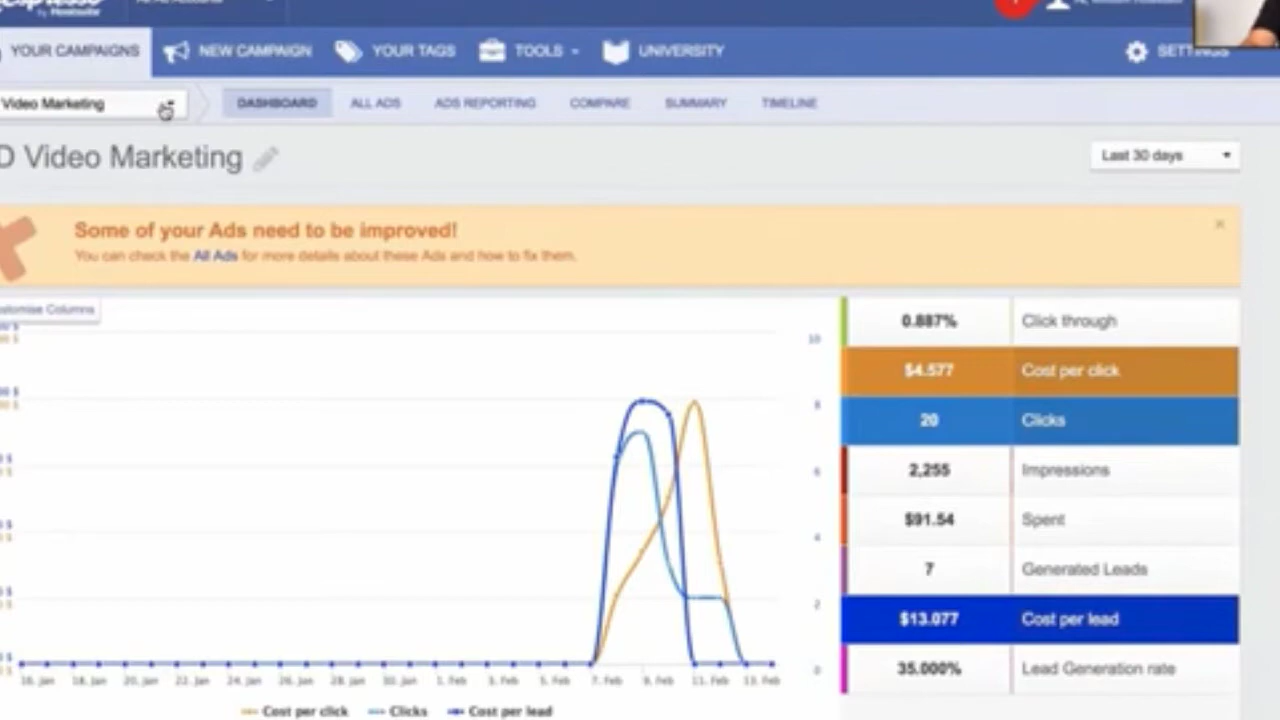 by Hootsuite
YOUR CAMPAIGNS NEW CAMPAIGN YOUR TAGS TOOLS UNIVERSITY SETTINGS
Video Marketing DASHBOARD ALL ADS ADS REPORTING COMPARE SUMMARY TIMELINE
D Video Marketing Last 30 days
Some of your Ads need to be improved! ×
You can check the All Ads for more details about these Ads and how to fix them.
stomise Columns
10
8
6
4
2
0
16. Jan 18. Jan 20. Jan 22. Jan 24. Jan 26. Jan 28. Jan 30. Jan 1. Feb 3. Feb 5. Feb 7. Feb 9. Feb 11. Feb 13. Feb
Cost per click Clicks Cost per lead
0.887% Click through
$4.577 Cost per click
20 Clicks
2,255 Impressions
$91.54 Spent
7 Generated Leads
$13.077 Cost per lead
35.000% Lead Generation rate